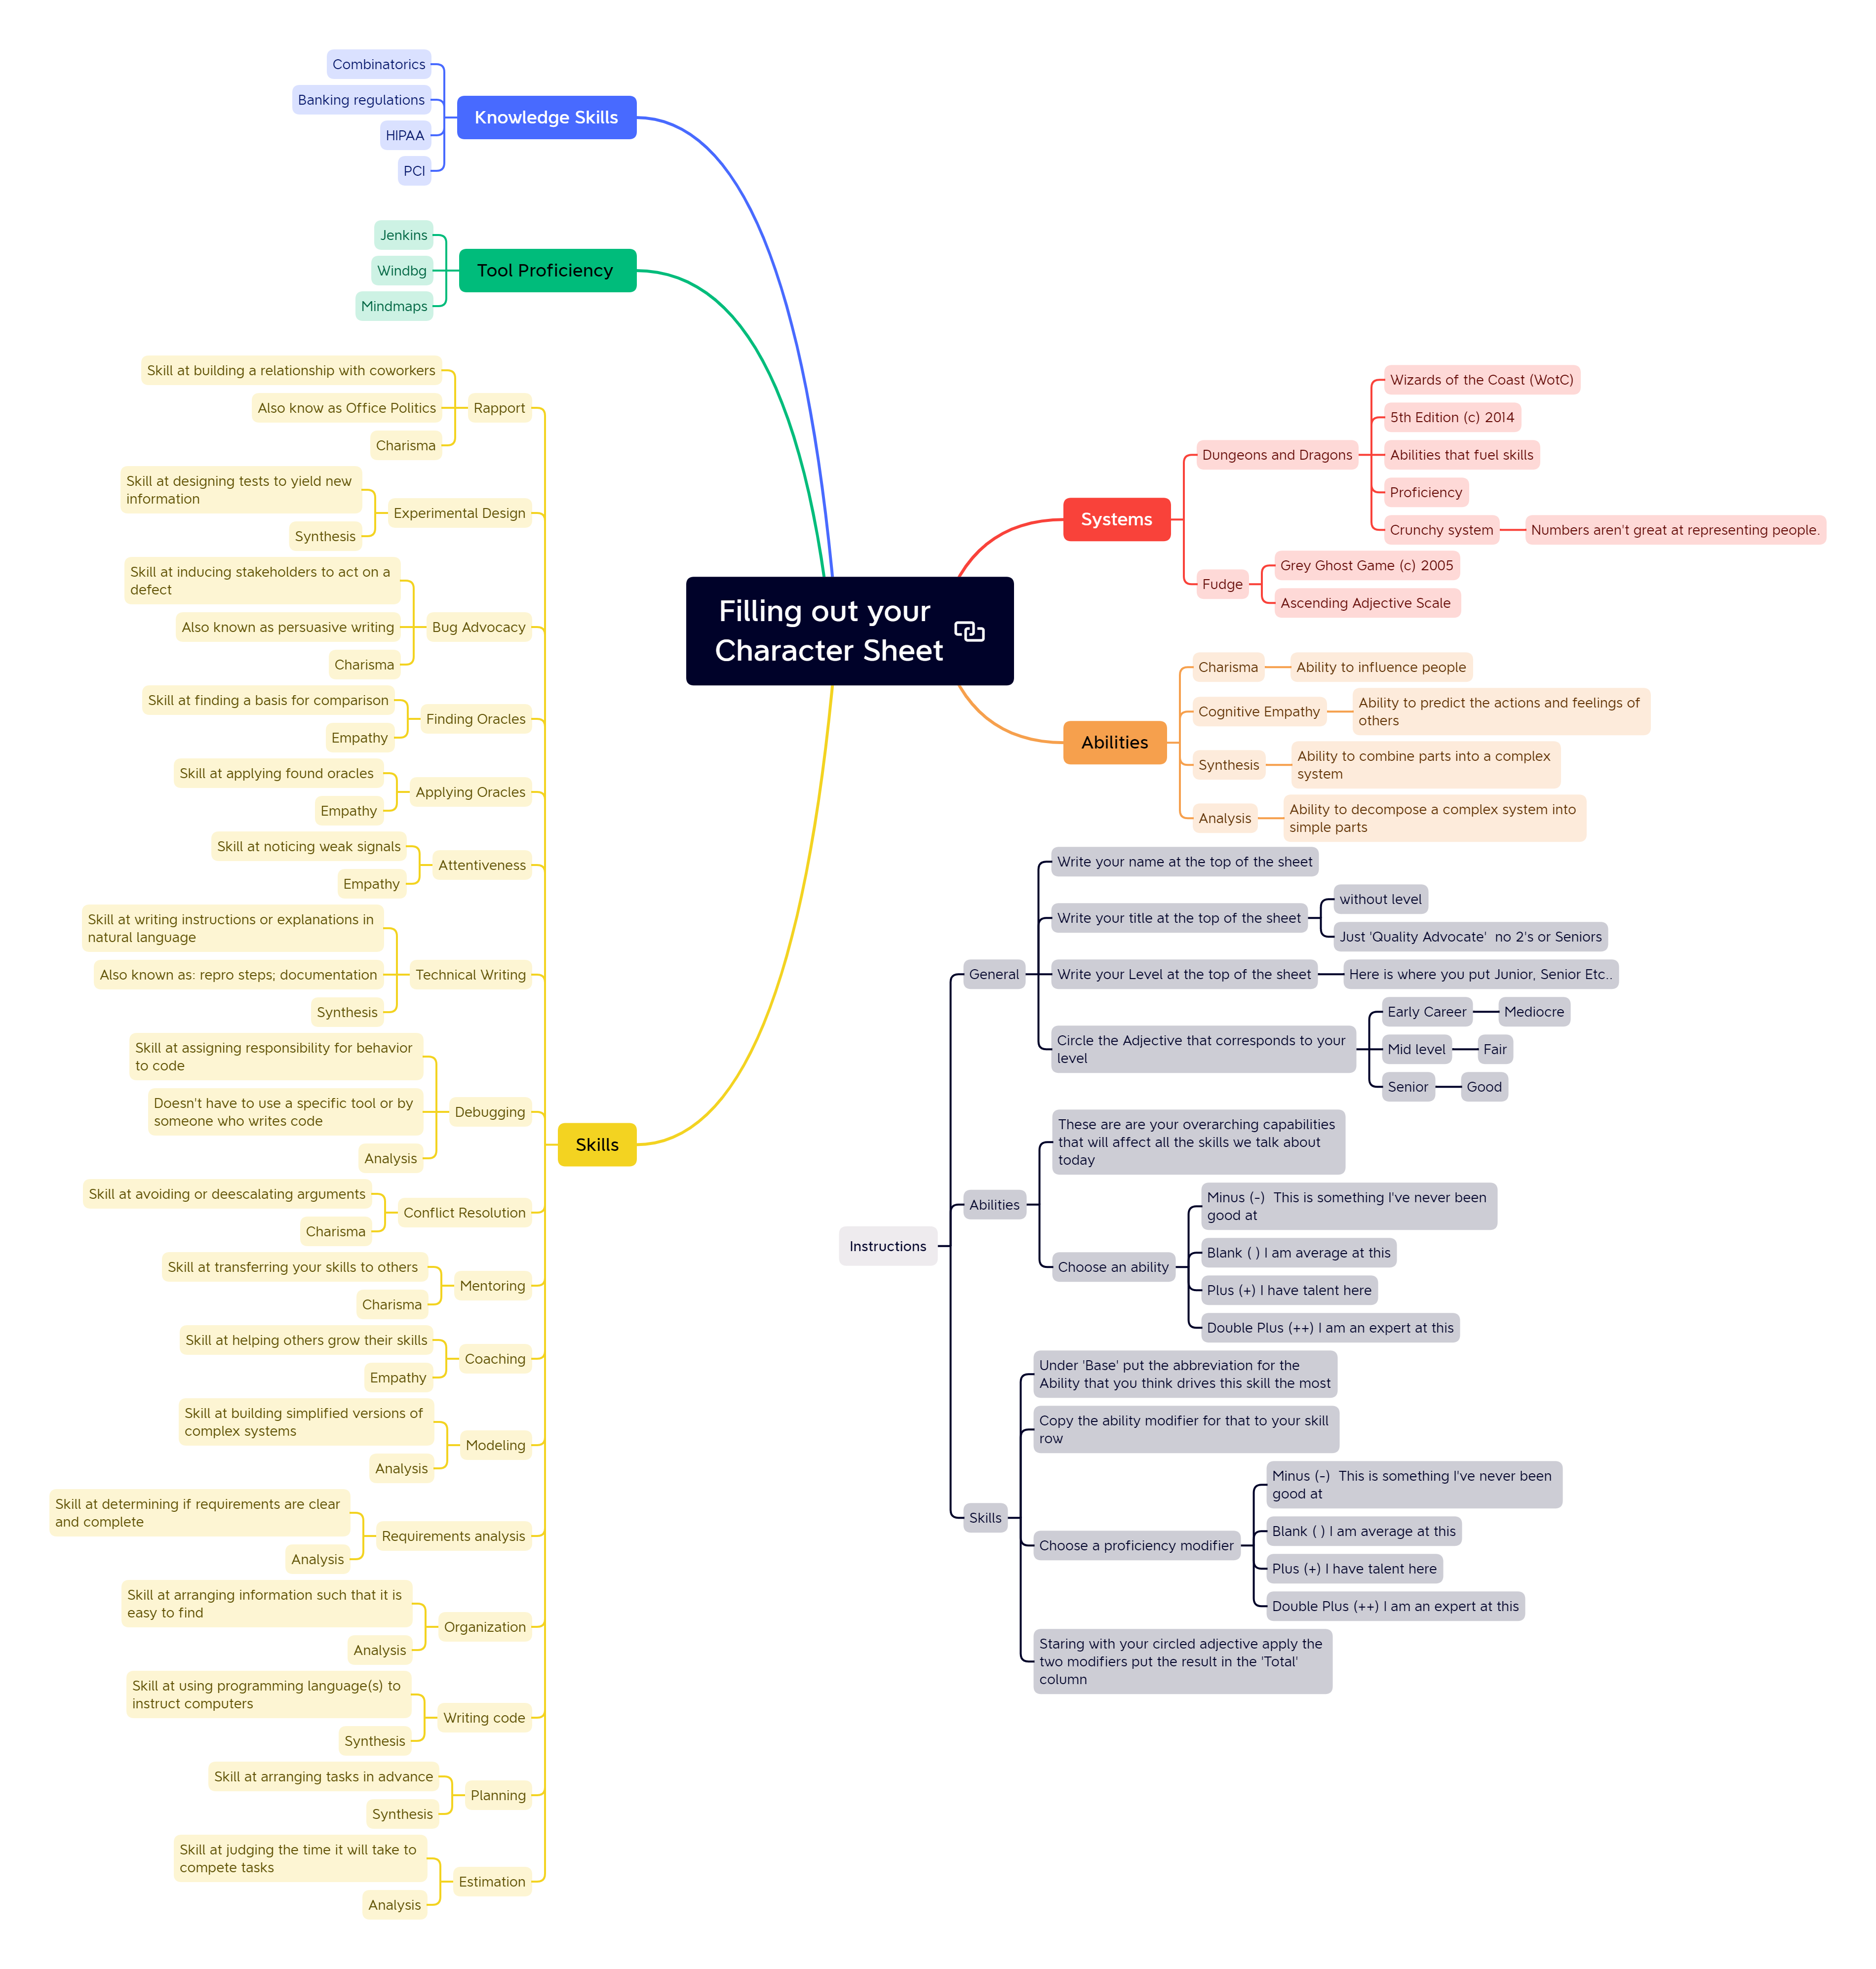 Filling out your
Character Sheet
Knowledge Skills
Combinatorics
Banking regulations
HIPAA
PCI
Tool Proficiency
Jenkins
Windbg
Mindmaps
Skills
Rapport
Skill at building a relationship with coworkers
Also know as Office Politics
Charisma
Experimental Design
Skill at designing tests to yield new
information
Synthesis
Bug Advocacy
Skill at inducing stakeholders to act on a
defect
Also known as persuasive writing
Charisma
Finding Oracles
Skill at finding a basis for comparison
Empathy
Applying Oracles
Skill at applying found oracles
Empathy
Attentiveness
Skill at noticing weak signals
Empathy
Technical Writing
Skill at writing instructions or explanations in
natural language
Also known as: repro steps; documentation
Synthesis
Debugging
Skill at assigning responsibility for behavior
to code
Doesn't have to use a specific tool or by
someone who writes code
Analysis
Conflict Resolution
Skill at avoiding or deescalating arguments
Charisma
Mentoring
Skill at transferring your skills to others
Charisma
Coaching
Skill at helping others grow their skills
Empathy
Modeling
Skill at building simplified versions of
complex systems
Analysis
Requirements analysis
Skill at determining if requirements are clear
and complete
Analysis
Organization
Skill at arranging information such that it is
easy to find
Analysis
Writing code
Skill at using programming language(s) to
instruct computers
Synthesis
Planning
Skill at arranging tasks in advance
Synthesis
Estimation
Skill at judging the time it will take to
compete tasks
Analysis
Systems
Dungeons and Dragons
Wizards of the Coast (WotC)
5th Edition (c) 2014
Abilities that fuel skills
Proficiency
Crunchy system
Numbers aren't great at representing people.
Fudge
Grey Ghost Game (c) 2005
Ascending Adjective Scale
Abilities
Charisma
Ability to influence people
Cognitive Empathy
Ability to predict the actions and feelings of
others
Synthesis
Ability to combine parts into a complex
system
Analysis
Ability to decompose a complex system into
simple parts
Instructions
General
Write your name at the top of the sheet
Write your title at the top of the sheet
without level
Just 'Quality Advocate'  no 2's or Seniors
Write your Level at the top of the sheet
Here is where you put Junior, Senior Etc..
Circle the Adjective that corresponds to your
level
Early Career
Mediocre
Mid level
Fair
Senior
Good
Abilities
These are are your overarching capabilities
that will affect all the skills we talk about
today
Choose an ability
Minus (-)  This is something I've never been
good at
Blank ( ) I am average at this
Plus (+) I have talent here
Double Plus (++) I am an expert at this
Skills
Under 'Base' put the abbreviation for the
Ability that you think drives this skill the most
Copy the ability modifier for that to your skill
row
Choose a proficiency modifier
Minus (-)  This is something I've never been
good at
Blank ( ) I am average at this
Plus (+) I have talent here
Double Plus (++) I am an expert at this
Staring with your circled adjective apply the
two modifiers put the result in the 'Total'
column